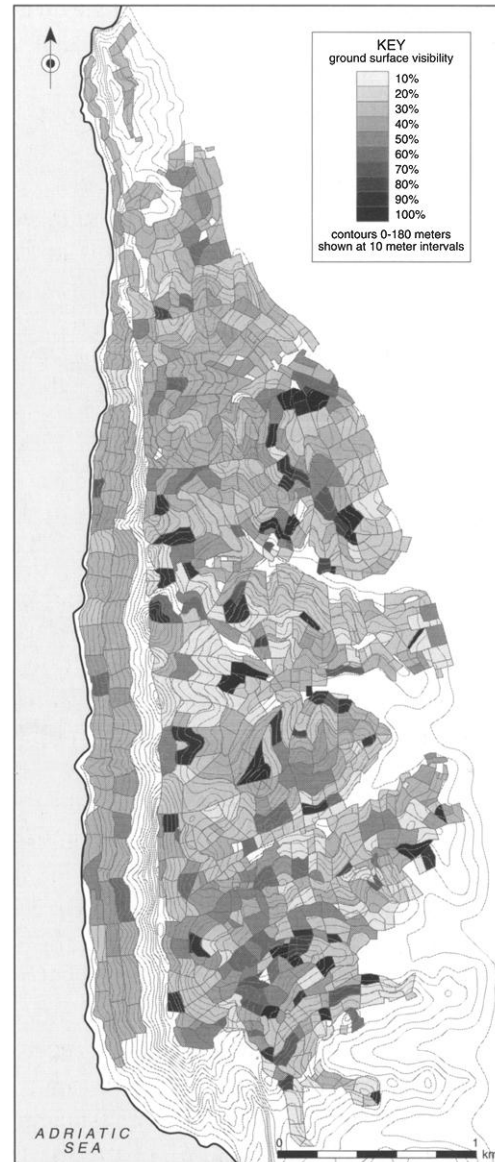 KEY
ground surface visibility
10%
20%
30%
40%
50%
60%
70%
80%
90%
100%
contours 0-180 meters
shown at 10 meter intervals
ADRIATIC
SEA
0 1
km